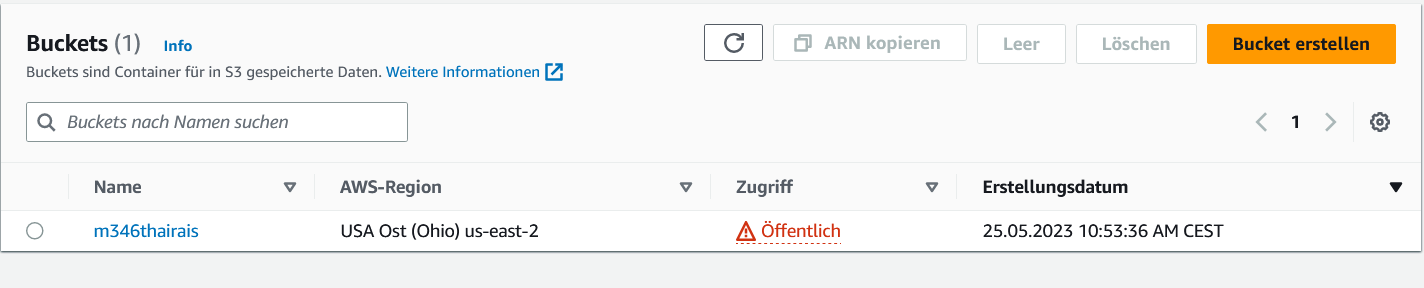 Buckets (1) Info
ARN kopieren Leer Löschen Bucket erstellen
Buckets sind Container für in S3 gespeicherte Daten. Weitere Informationen
Buckets nach Namen suchen
1
Name AWS-Region Zugriff Erstellungsdatum
m346thairais USA Ost (Ohio) us-east-2 Öffentlich 25.05.2023 10:53:36 AM CEST